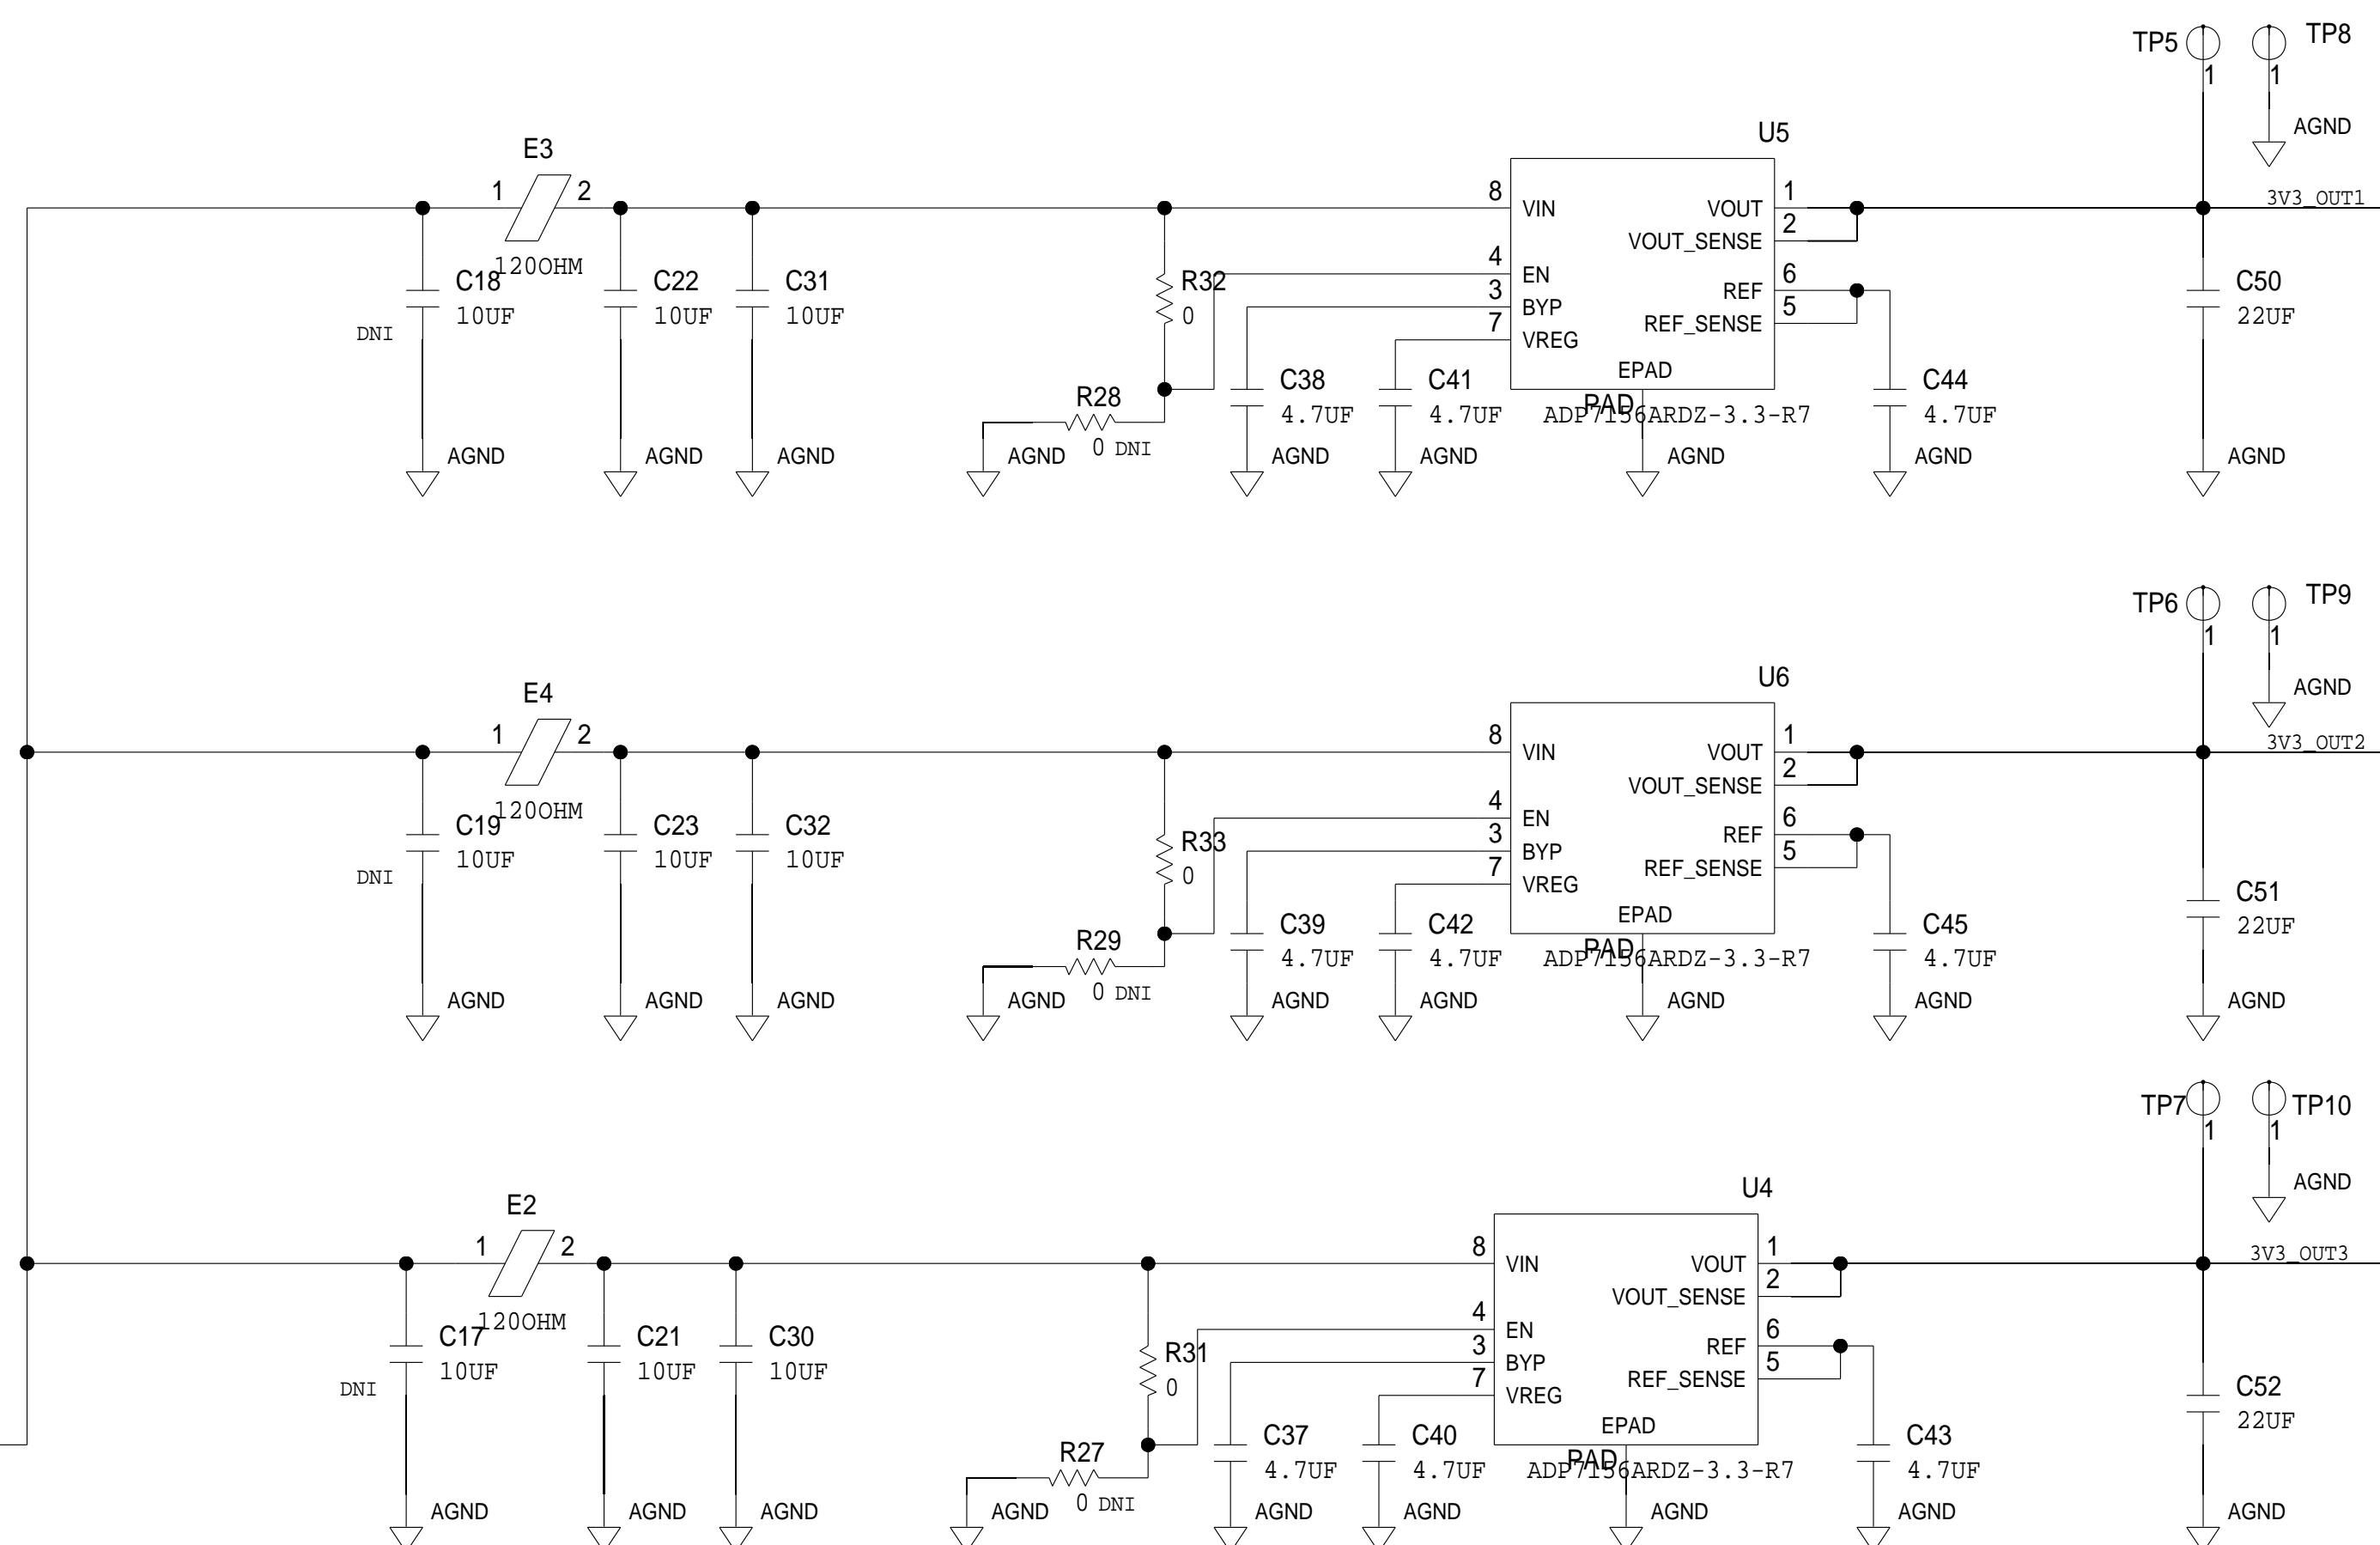 TP5 TP8
1 1
AGND
U5
E3
1 2 8 VIN VOUT 1 3V3_OUT1
VOUT_SENSE 2
120OHM
4 EN REF 6
3 BYP REF_SENSE 5
7 VREG
EPAD
C18 C22 C31 R32 C50
10UF 10UF 10UF 0 22UF
DNI
R28 C38 C41 PAD C44
0 DNI 4.7UF 4.7UF ADP7156ARDZ-3.3-R7 4.7UF
AGND AGND AGND AGND AGND AGND AGND AGND AGND
TP6 TP9
1 1
AGND
U6
E4
1 2 8 VIN VOUT 1 3V3_OUT2
VOUT_SENSE 2
120OHM
4 EN REF 6
3 BYP REF_SENSE 5
7 VREG
EPAD
C19 C23 C32 R33 C51
10UF 10UF 10UF 0 22UF
DNI
R29 C39 C42 PAD C45
0 DNI 4.7UF 4.7UF ADP7156ARDZ-3.3-R7 4.7UF
AGND AGND AGND AGND AGND AGND AGND AGND AGND
TP7 TP10
1 1
AGND
U4
E2
1 2 8 VIN VOUT 1 3V3_OUT3
VOUT_SENSE 2
120OHM
4 EN REF 6
3 BYP REF_SENSE 5
7 VREG
EPAD
C17 C21 C30 R31 C52
10UF 10UF 10UF 0 22UF
DNI
R27 C37 C40 PAD C43
0 DNI 4.7UF 4.7UF ADP7156ARDZ-3.3-R7 4.7UF
AGND AGND AGND AGND AGND AGND AGND AGND AGND